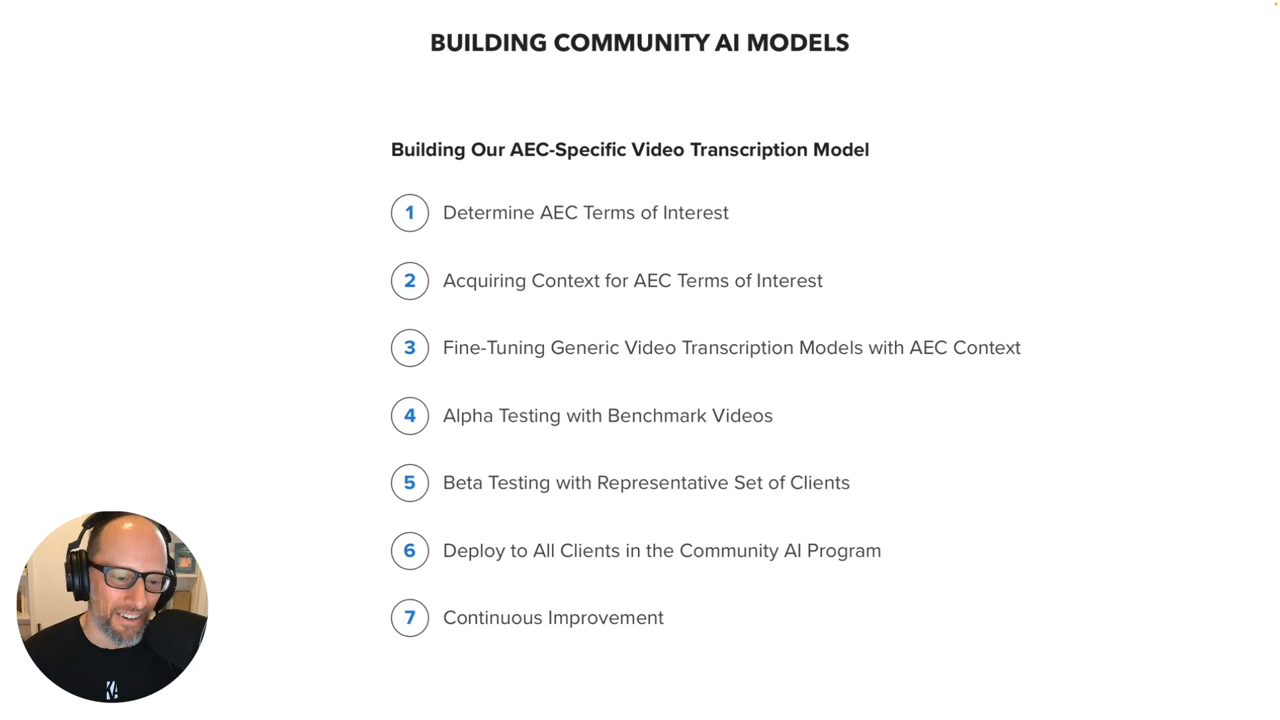 BUILDING COMMUNITY AI MODELS
Building Our AEC-Specific Video Transcription Model
1 Determine AEC Terms of Interest
2 Acquiring Context for AEC Terms of Interest
3 Fine-Tuning Generic Video Transcription Models with AEC Context
4 Alpha Testing with Benchmark Videos
5 Beta Testing with Representative Set of Clients
6 Deploy to All Clients in the Community AI Program
7 Continuous Improvement